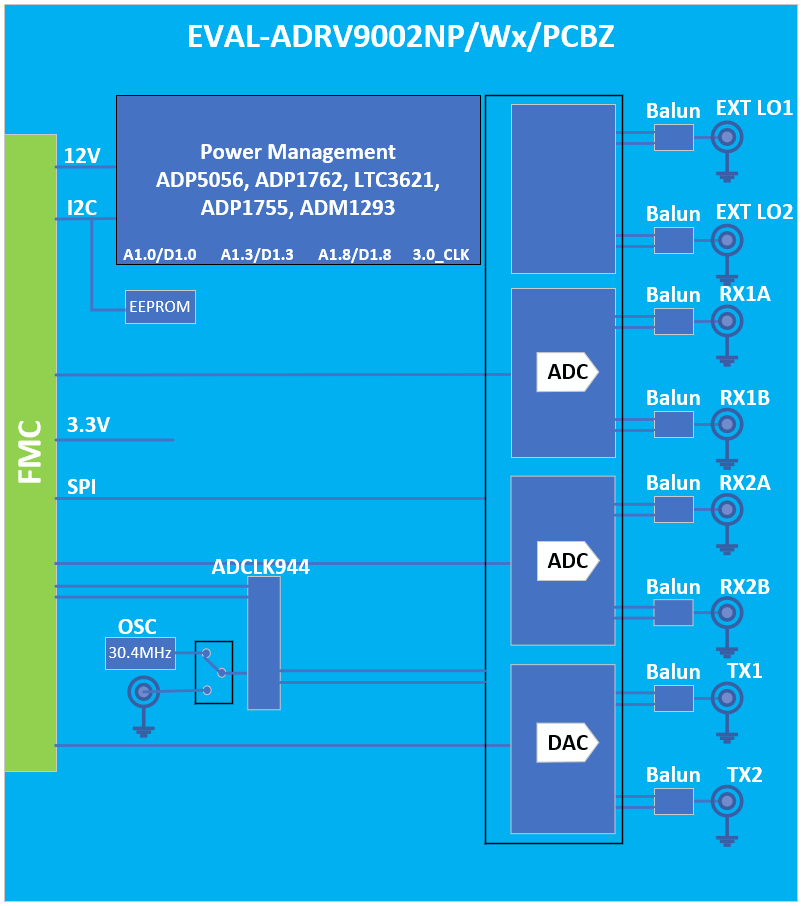 EVAL-ADRV9002NP/Wx/PCBZ
Balun EXT LO1
12V
Power Management
ADP5056, ADP1762, LTC3621,
ADP1755, ADM1293
I2C
Balun EXT LO2
A1.0/D1.0 A1.3/D1.3 A1.8/D1.8 3.0_CLK
EEPROM
Balun RX1A
ADC
Balun RX1B
3.3V
FMC
SPI
Balun RX2A
ADCLK944
ADC
Balun RX2B
OSC
30.4MHz
Balun TX1
DAC
Balun TX2